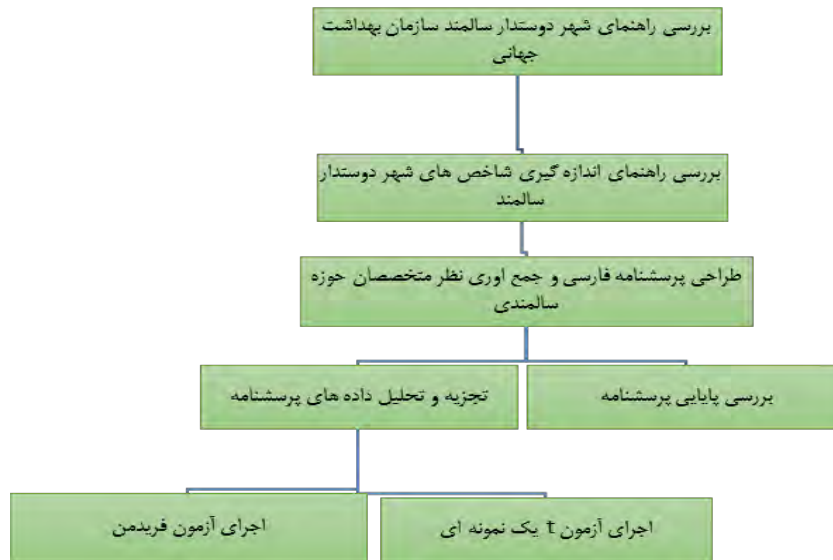 بررسی راهنمای شهر دوستدار سالمند سازمان بهداشت
جهانی
بررسی راهنمای اندازه گیری شاخص های شهر دوستدار
سالمند
طراحی پرسشنامه فارسی و جمع اوری نظر متخصصان حوزه
سالمندی
بررسی پایایی پرسشنامه
تجزیه و تحلیل داده های پرسشنامه
اجرای آزمون t یک نمونه ای
اجرای آزمون فریدمن